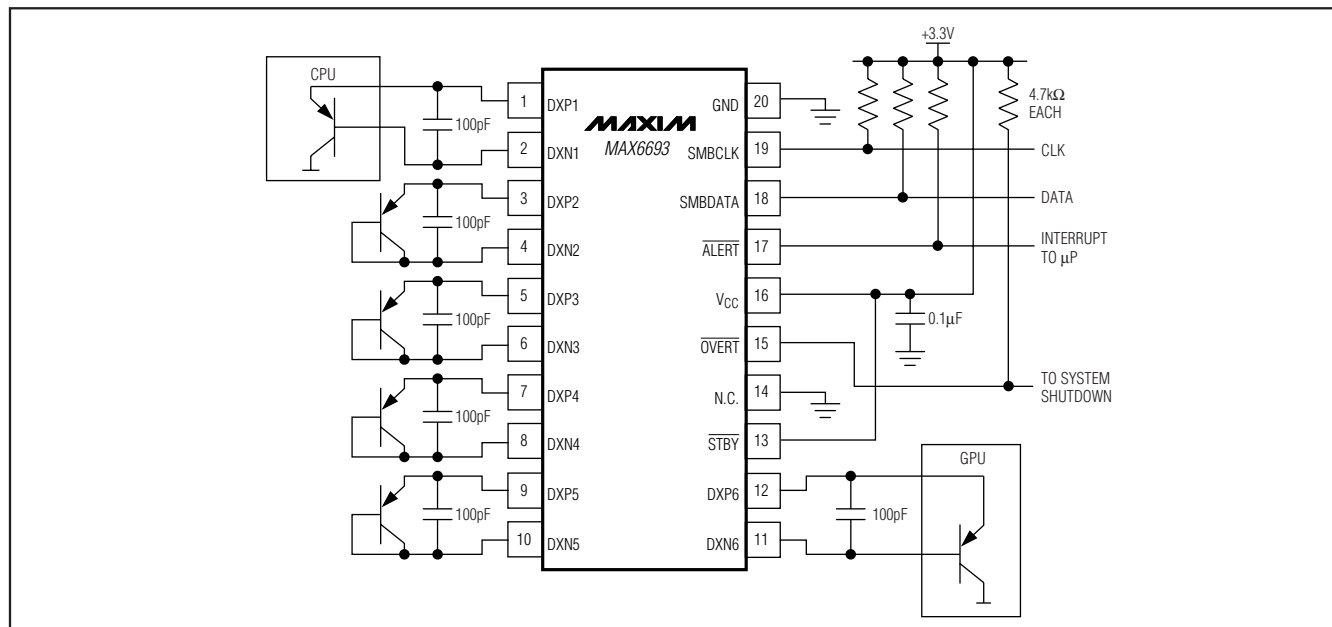 +3.3V
CPU
4.7kΩ
EACH
100pF
1
DXP1
GND
20
MAXIM
MAX6693
2
DXN1
SMBCLK
19
CLK
3
DXP2
SMBDATA
18
DATA
100pF
4
DXN2
ALERT
17
INTERRUPT
TO µP
5
DXP3
VCC
16
100pF
0.1µF
6
DXN3
OVERT
15
7
DXP4
N.C.
14
TO SYSTEM
SHUTDOWN
100pF
8
DXN4
STBY
13
GPU
9
DXP5
DXP6
12
100pF
100pF
10
DXN5
DXN6
11